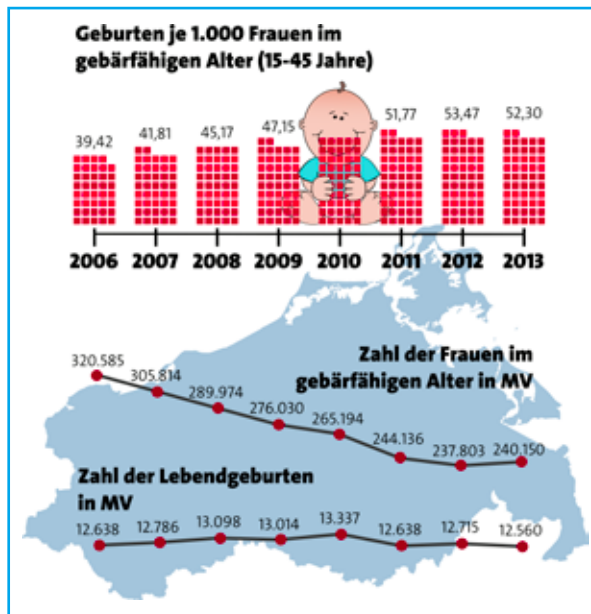 Geburten je 1.000 Frauen im
gebärfähigen Alter (15-45 Jahre)
39,42 41,81 45,17 47,15 51,77 53,47 52,30
2006 2007 2008 2009 2010 2011 2012 2013
Zahl der Frauen im
gebärfähigen Alter in MV
320.585 305.814 289.974 276.030 265.194 244.136 237.803 240.150
Zahl der Lebendgeburten
in MV
12.638 12.786 13.098 13.014 13.337 12.638 12.715 12.560